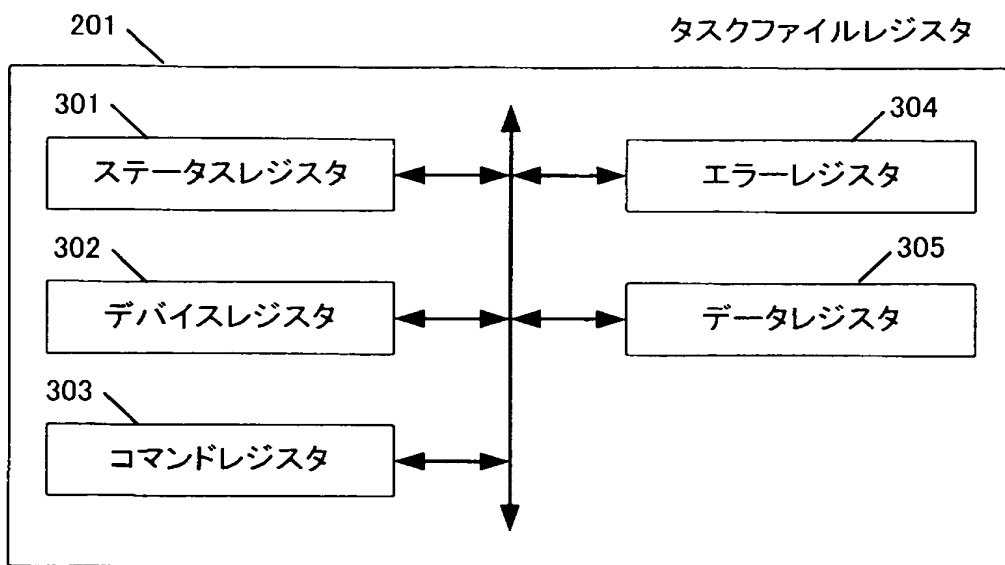 201
タスクファイルレジスタ
301
ステータスレジスタ
304
エラーレジスタ
302
デバイスレジスタ
305
データレジスタ
303
コマンドレジスタ